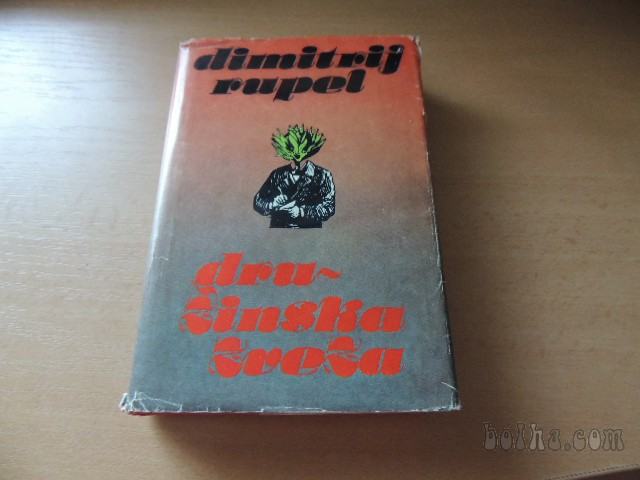 dimitrij
rupel
dru-
žinska
zveza
bolha.com